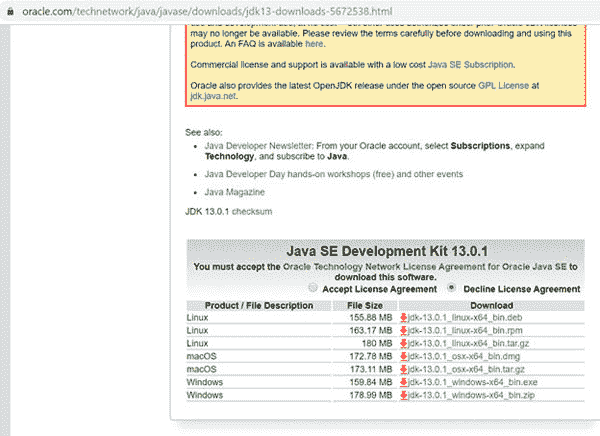 oracle.com/technetwork/java/javase/downloads/jdk13-downloads-5672538.html
may no longer be available. Please review the terms carefully before downloading and using this
product. An FAQ is available here.
Commercial license and support is available with a low cost Java SE Subscription.
Oracle also provides the latest OpenJDK release under the open source GPL License at
jdk.java.net.
See also:
• Java Developer Newsletter: From your Oracle account, select Subscriptions, expand
Technology, and subscribe to Java.
• Java Developer Day hands-on workshops (free) and other events
• Java Magazine
JDK 13.0.1 checksum
Java SE Development Kit 13.0.1
You must accept the Oracle Technology Network License Agreement for Oracle Java SE to
download this software.
Accept License Agreement Decline License Agreement
Product / File Description File Size Download
Linux 155.88 MB jdk-13.0.1_linux-x64_bin.deb
Linux 163.17 MB jdk-13.0.1_linux-x64_bin.rpm
Linux 180 MB jdk-13.0.1_linux-x64_bin.tar.gz
macOS 172.78 MB jdk-13.0.1_osx-x64_bin.dmg
macOS 173.11 MB jdk-13.0.1_osx-x64_bin.tar.gz
Windows 159.84 MB jdk-13.0.1_windows-x64_bin.exe
Windows 178.99 MB jdk-13.0.1_windows-x64_bin.zip